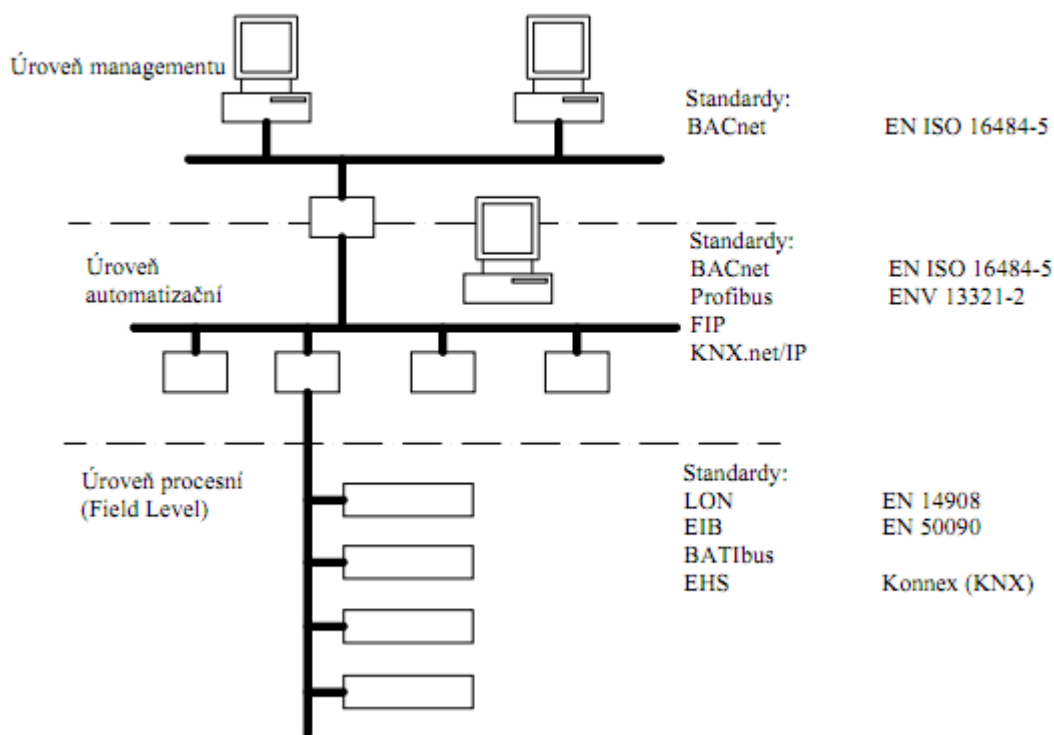 Úroveň managementu
Standardy:
BACnet EN ISO 16484-5
Úroveň
automatizační
Standardy:
BACnet EN ISO 16484-5
Profibus ENV 13321-2
FIP
KNX.net/IP
Úroveň procesní
(Field Level)
Standardy:
LON EN 14908
EIB EN 50090
BATIbus
EHS Konnex (KNX)